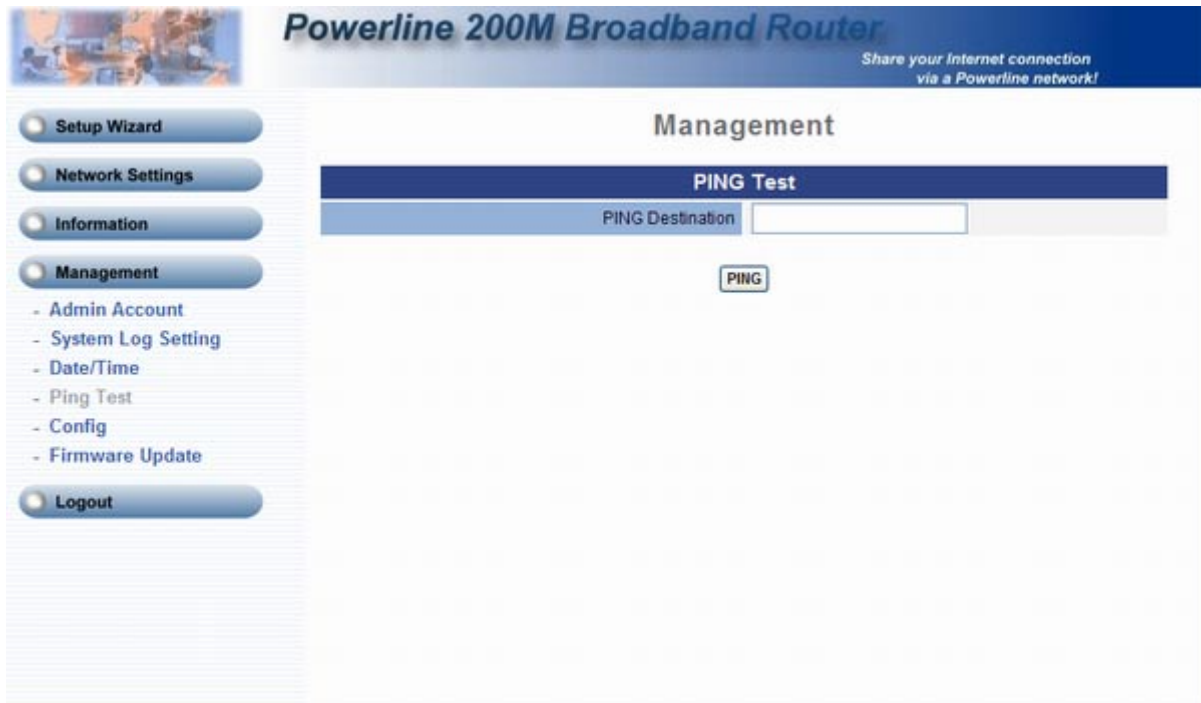 Powerline 200M Broadband Router
Share your Internet connection
via a Powerline network!
Setup Wizard
Network Settings
Information
Management
- Admin Account
- System Log Setting
- Date/Time
- Ping Test
- Config
- Firmware Update
Logout
Management
PING Test
PING Destination
PING